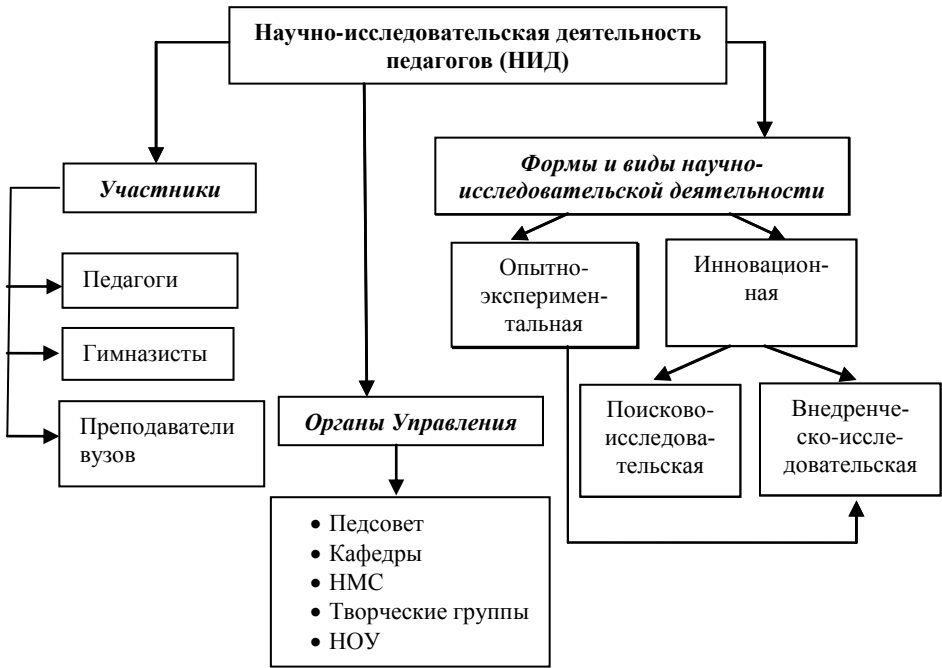 Научно-исследовательская деятельность
педагогов (НИД)
Участники
Педагоги
Гимназисты
Преподаватели
вузов
Органы Управления
• Педсовет
• Кафедры
• НМС
• Творческие группы
• НОУ
Формы и виды научно-
исследовательской деятельности
Опытно-
эксперимен-
тальная
Инновацион-
ная
Поисково-
исследова-
тельская
Внедренче-
ско-иссле-
довательская